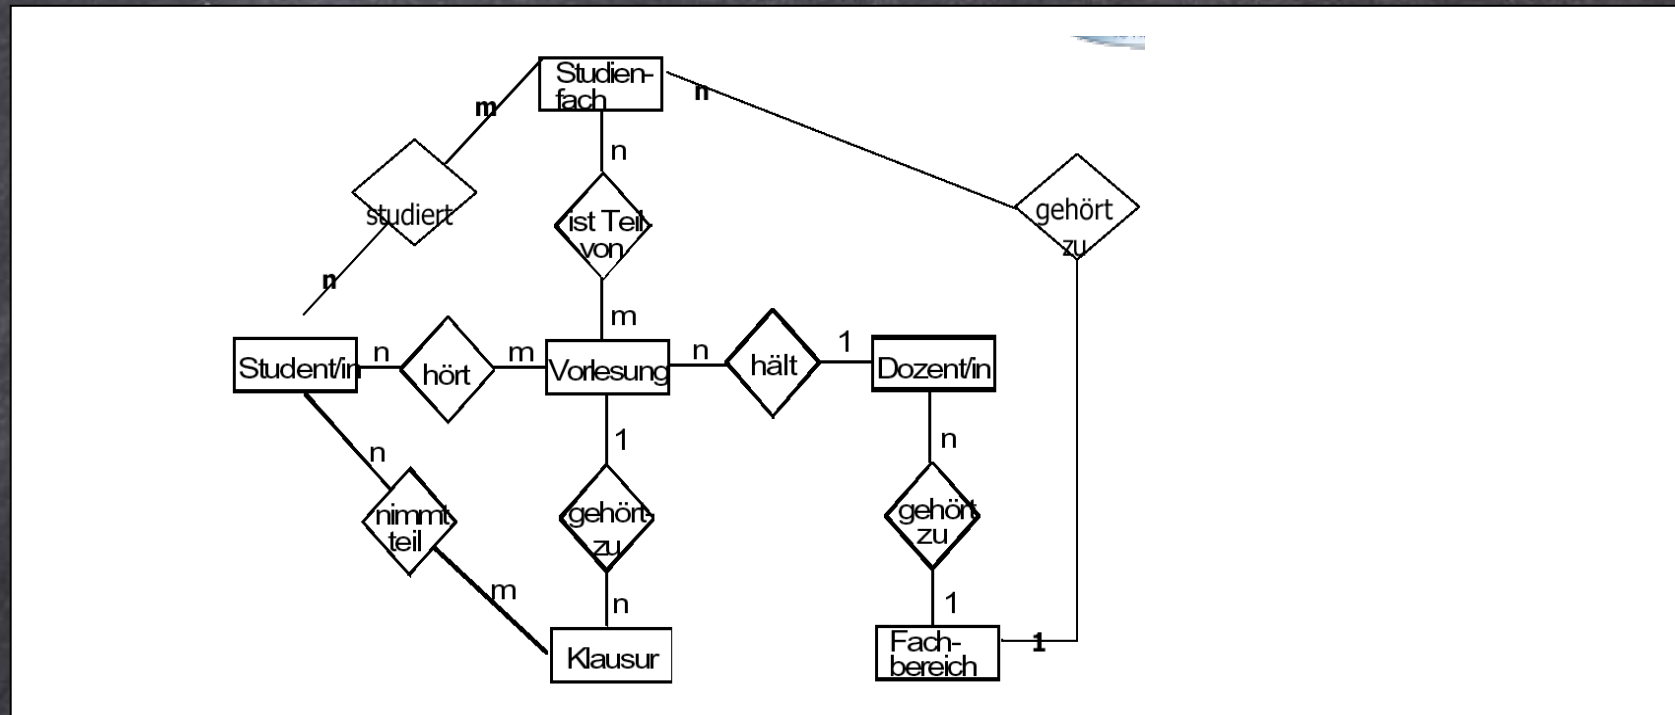 Studien-
fach
n
m
n
studiert
ist Teil
von
gehört
zu
n
m
Student/in
n
hört
m
Vorlesung
n
hält
1
Dozent/in
n
1
n
nimmt
teil
gehört-
zu
gehört
zu
m
n
1
Klausur
Fach-
bereich
1